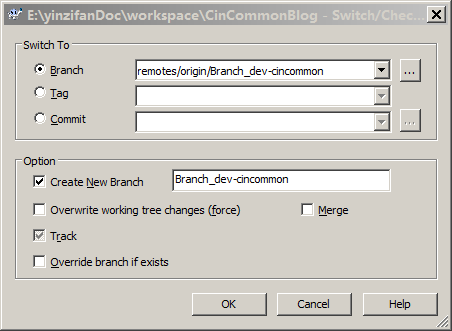 E:\yinzifanDoc\workspace\CinCommonBlog - Switch/Chec...
Switch To
Branch
remotes/origin/Branch_dev-cincommon
...
Tag
Commit
...
Option
Create New Branch
Branch_dev-cincommon
Overwrite working tree changes (force)
Merge
Track
Override branch if exists
OK
Cancel
Help